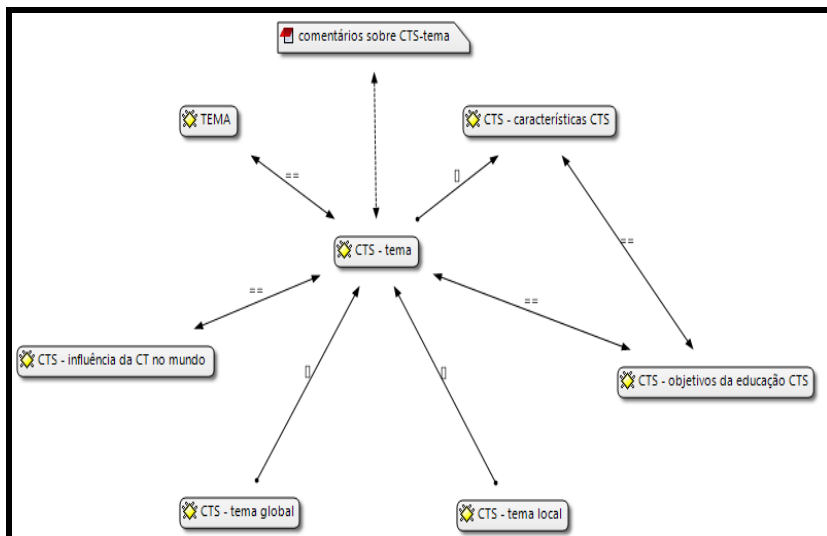 comentários sobre CTS-tema
TEMA
CTS - características CTS
==
[]
==
CTS - tema
==
==
CTS - influência da CT no mundo
[]
[]
CTS - objetivos da educação CTS
CTS - tema global
CTS - tema local